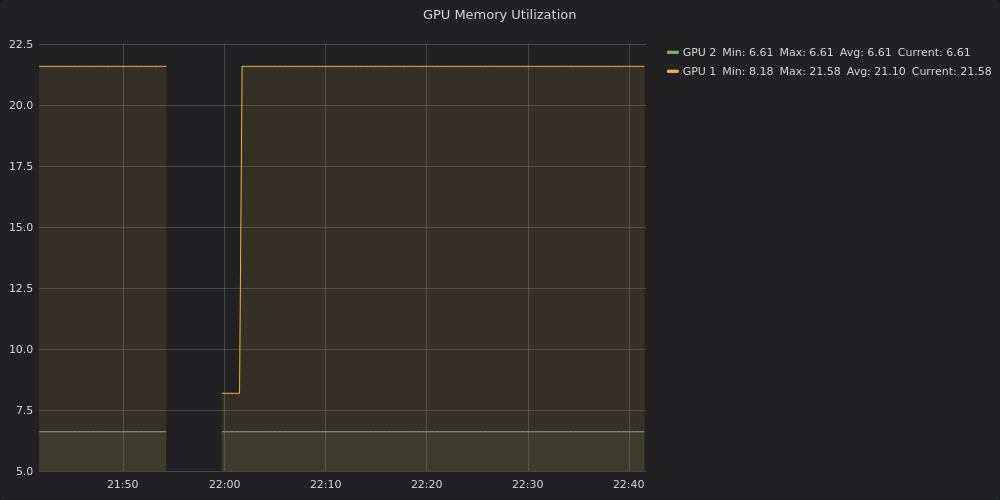 GPU Memory Utilization
22.5
20.0
17.5
15.0
12.5
10.0
7.5
5.0
21:50 22:00 22:10 22:20 22:30 22:40
GPU 2 Min: 6.61 Max: 6.61 Avg: 6.61 Current: 6.61
GPU 1 Min: 8.18 Max: 21.58 Avg: 21.10 Current: 21.58